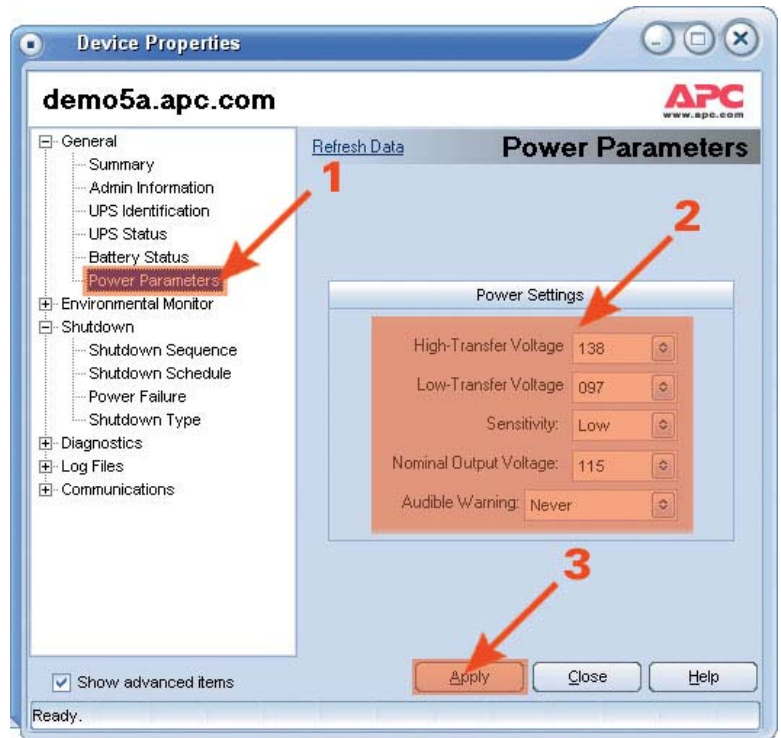 Device Properties
demo5a.apc.com
APC
www.apc.com
General
Summary
Admin Information
UPS Identification
UPS Status
Battery Status
Power Parameters
Environmental Monitor
Shutdown
Shutdown Sequence
Shutdown Schedule
Power Failure
Shutdown Type
Diagnostics
Log Files
Communications
Refresh Data
Power Parameters
1
2
Power Settings
High-Transfer Voltage 138
Low-Transfer Voltage 097
Sensitivity: Low
Nominal Output Voltage: 115
Audible Warning: Never
3
Show advanced items
Apply
Close
Help
Ready.